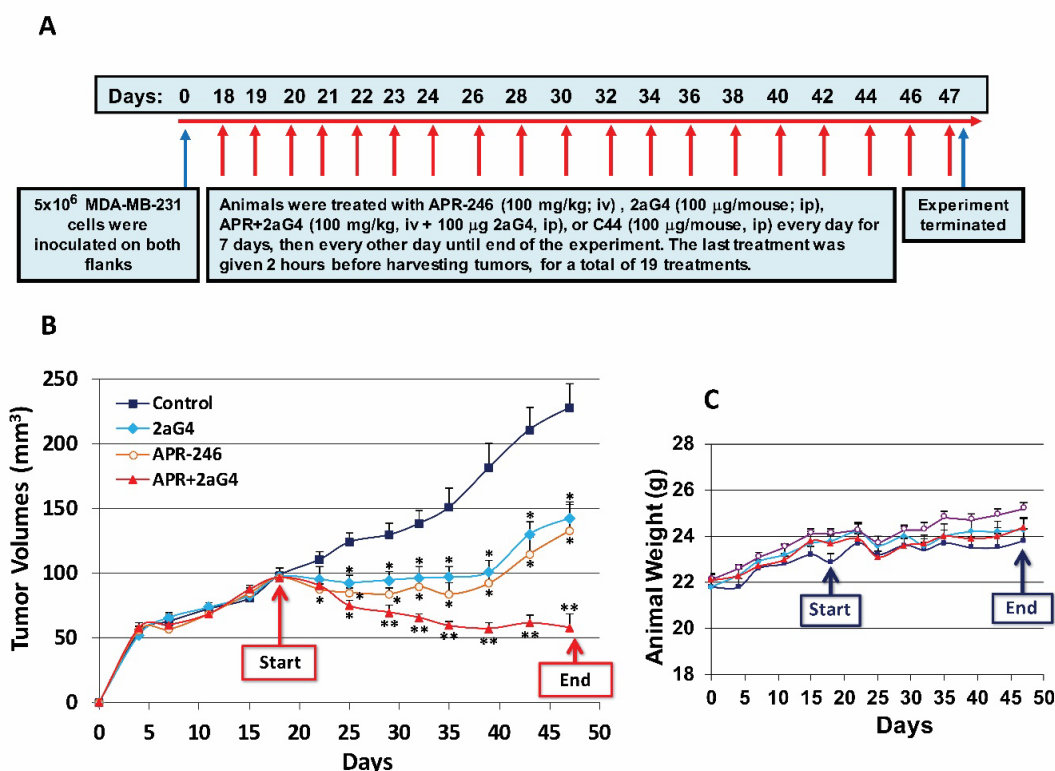 A
Days: 0 18 19 20 21 22 23 24 26 28 30 32 34 36 38 40 42 44 46 47
5x10⁶ MDA-MB-231
cells were
inoculated on both
flanks
Animals were treated with APR-246 (100 mg/kg; iv) , 2aG4 (100 µg/mouse; ip),
APR+2aG4 (100 mg/kg, iv + 100 µg 2aG4, ip), or C44 (100 µg/mouse, ip) every day for
7 days, then every other day until end of the experiment. The last treatment was
given 2 hours before harvesting tumors, for a total of 19 treatments.
Experiment
terminated
B
Tumor Volumes (mm³)
250
200
150
100
50
0
Control
2aG4
APR-246
APR+2aG4
* * * * * * * *
* * * * * * * *
* ** ** ** ** ** **
Start
End
0 5 10 15 20 25 30 35 40 45 50
Days
C
Animal Weight (g)
28
26
24
22
20
18
Start
End
0 5 10 15 20 25 30 35 40 45 50
Days